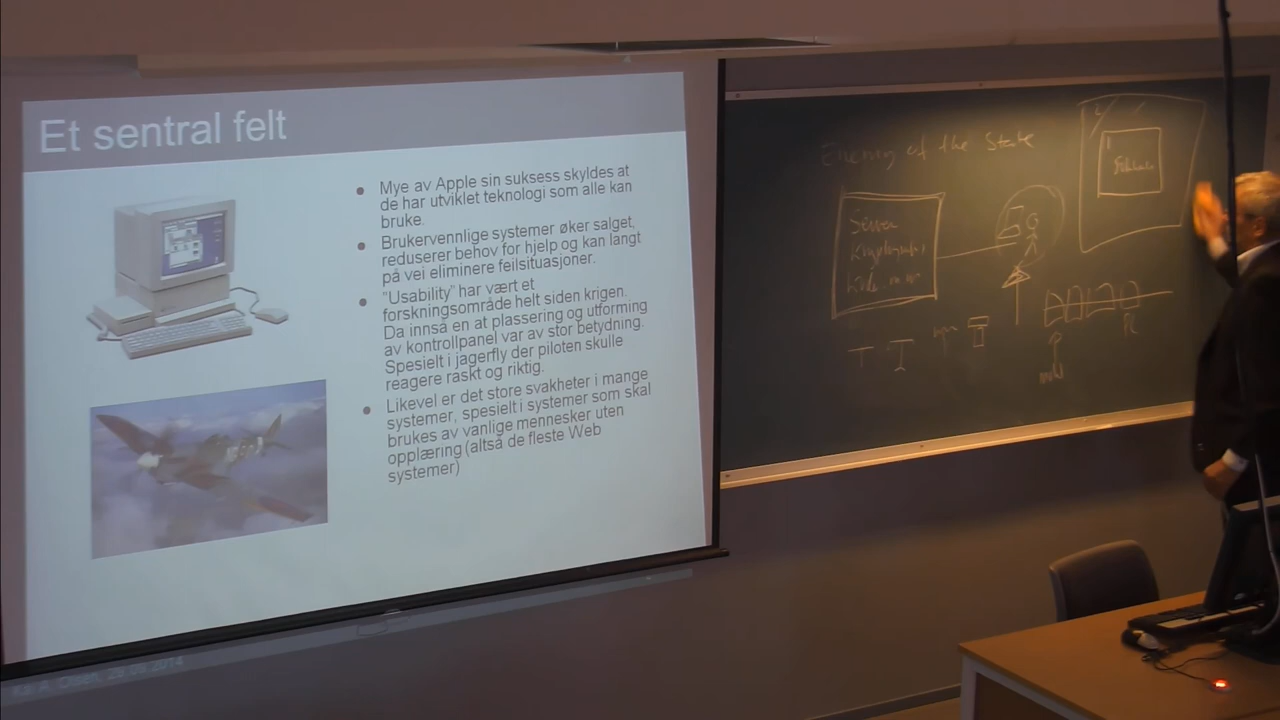 Et sentral felt
Mye av Apple sin suksess skyldes at
de har utviklet teknologi som alle kan
bruke.
Brukervennlige systemer øker salget,
reduserer behov for hjelp og kan langt
på vei eliminere feilsituasjoner.
"Usability" har vært et
forskningsområde helt siden krigen.
Da innså en at plassering og utforming
av kontrollpanel var av stor betydning.
Spesielt i jagerfly der piloten skulle
reagere raskt og riktig.
Likevel er det store svakheter i mange
systemer, spesielt i systemer som skal
brukes av vanlige mennesker uten
opplæring (altså de fleste Web
systemer)
Enemy of the State